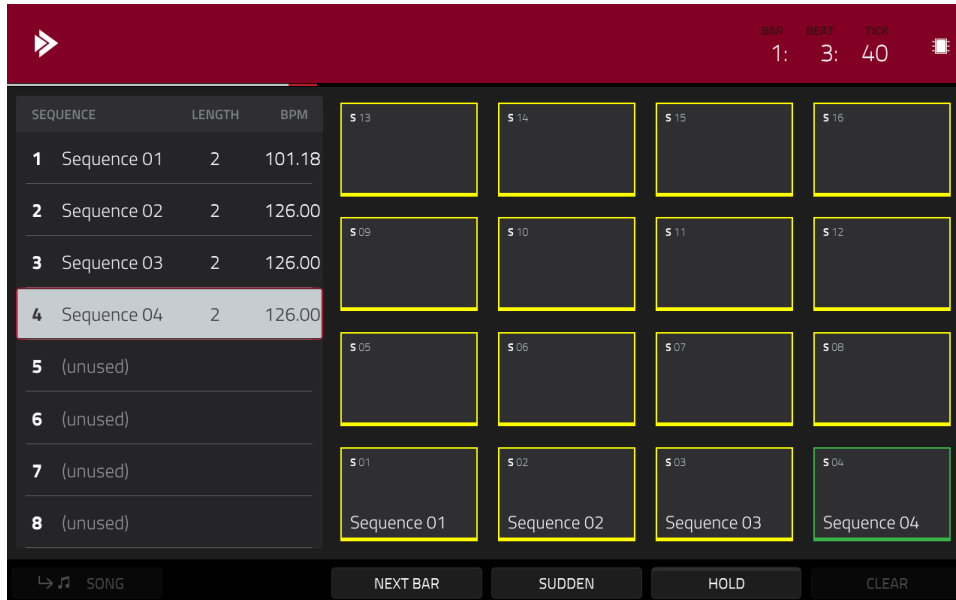 BAR BEAT TICK
1: 3: 40
SEQUENCE LENGTH BPM
1 Sequence 01 2 101.18
2 Sequence 02 2 126.00
3 Sequence 03 2 126.00
4 Sequence 04 2 126.00
5 (unused)
6 (unused)
7 (unused)
8 (unused)
S 13 S 14 S 15 S 16
S 09 S 10 S 11 S 12
S 05 S 06 S 07 S 08
S 01 S 02 S 03 S 04
Sequence 01 Sequence 02 Sequence 03 Sequence 04
SONG NEXT BAR SUDDEN HOLD CLEAR